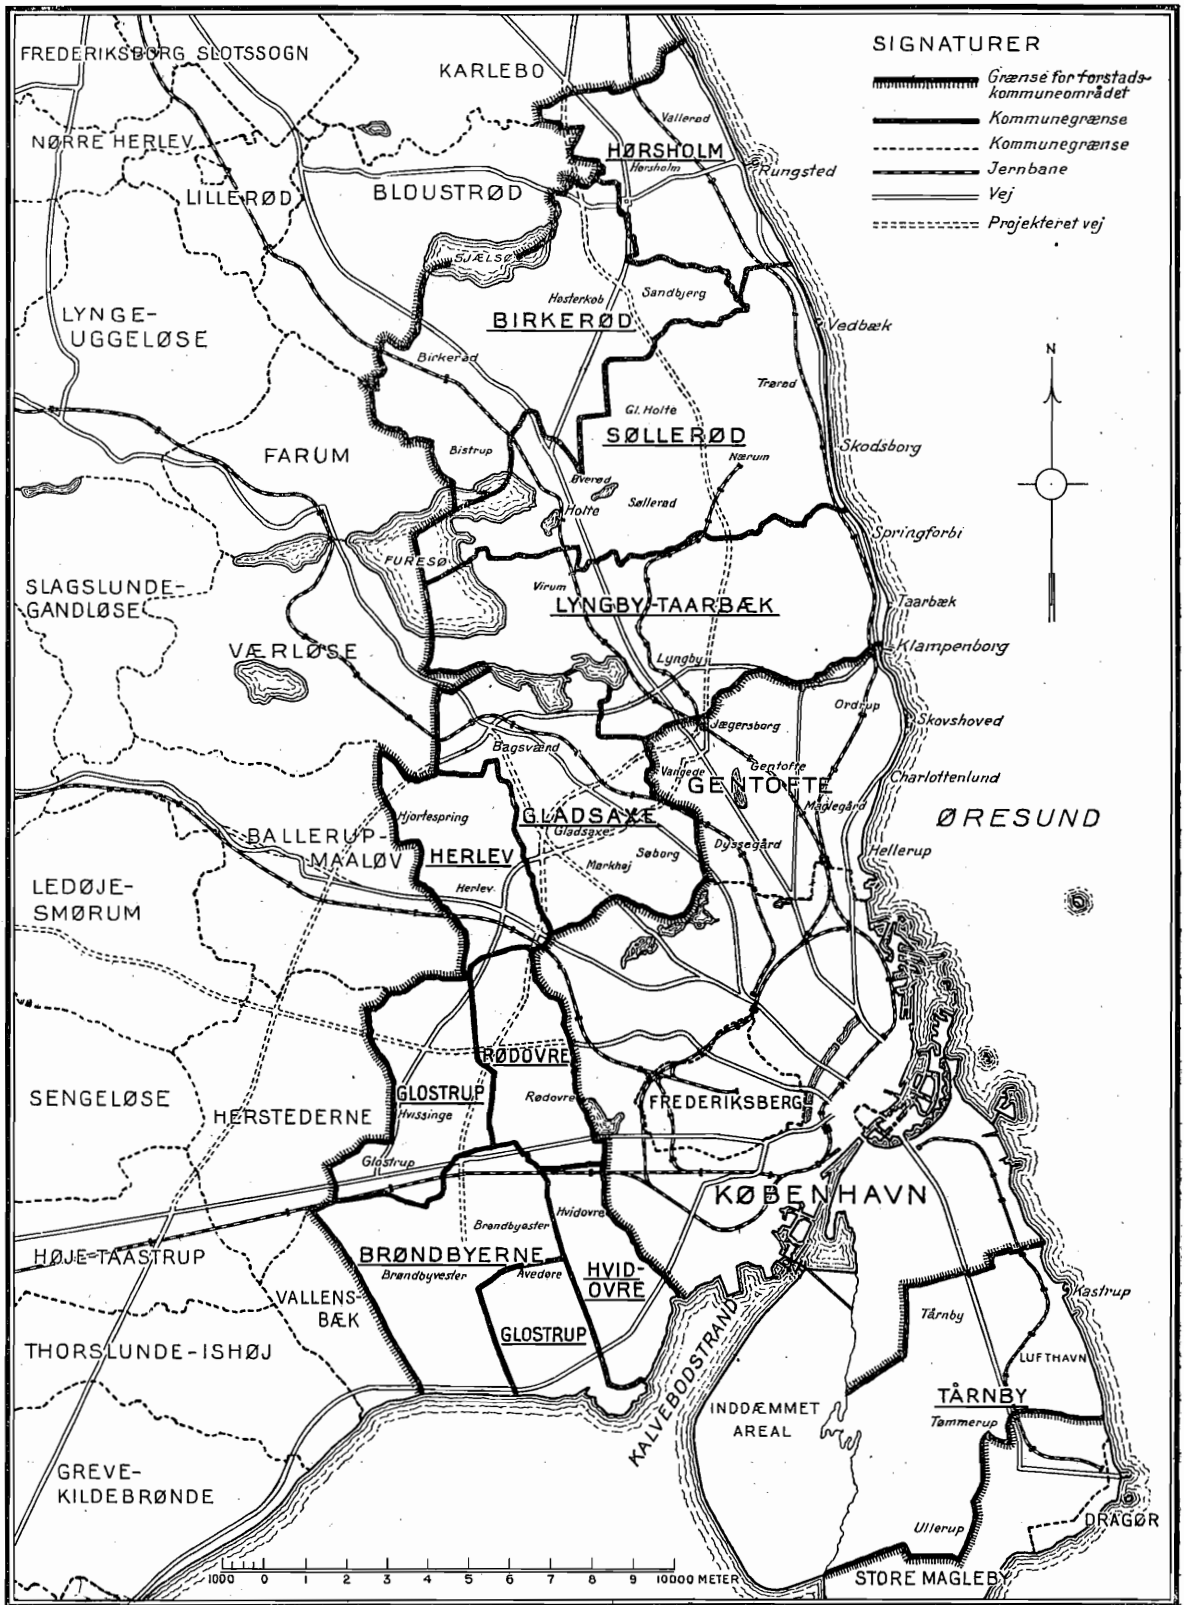 SIGNATURER
Grænse for forstads-
kommuneområdet
Kommunegrænse
Kommunegrænse
Jernbane
Vej
Projekteret vej
FREDERIKSBORG SLOTSSOGN
KARLEBO
Vallerød
NØRRE HERLEV
HØRSHOLM
Hørsholm
Rungsted
LILLERØD
BLOUSTRØD
SJÆLSØ
Høsterkøb
Sandbjerg
BIRKERØD
LYNGE-
UGGELØSE
Vedbæk
Birkerød
N
Trørød
Gl. Holte
SØLLERØD
Skodsborg
FARUM
Bistrup
Nærum
Øverød
Søllerød
Holte
Springforbi
FURESØ
SLAGSLUNDE-
GANDLØSE
Virum
LYNGBY-TAARBÆK
Taarbæk
VÆRLØSE
Lyngby
Klampenborg
Ordrup
Skovshoved
Jægersborg
Bagsværd
Vangede
Gentofte
GENTOFTE
Charlottenlund
Maglegård
ØRESUND
Hjortespring
GLADSAXE
Gladsaxe
BALLERUP-
MAALØV
HERLEV
Mørkhøj
Søborg
Dyssegård
Hellerup
Herlev
LEDØJE-
SMØRUM
RØDOVRE
SENGELØSE
HERSTEDERNE
GLOSTRUP
Hvissinge
Rødovre
FREDERIKSBERG
Glostrup
KØBENHAVN
Hvidovre
Brøndbyøster
HØJE-TAASTRUP
BRØNDBYERNE
Brøndbyvester
Avedøre
HVID-
OVRE
VALLENS-
BÆK
Kastrup
Tårnby
GLOSTRUP
THORSLUNDE-ISHØJ
LUFTHAVN
KALVEBODSTRAND
INDDÆMMET
AREAL
TÅRNBY
Tømmerup
GREVE-
KILDEBRØNDE
DRAGØR
Ullerup
STORE MAGLEBY
1000 0 1 2 3 4 5 6 7 8 9 10000 METER